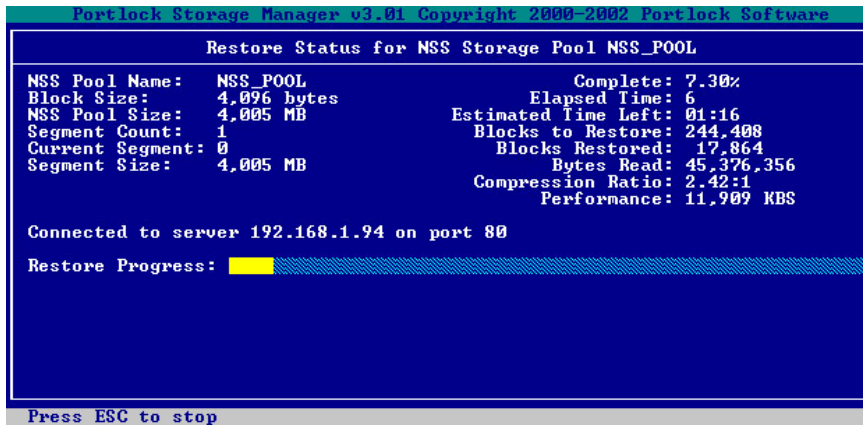 Portlock Storage Manager v3.01 Copyright 2000-2002 Portlock Software
Restore Status for NSS Storage Pool NSS_POOL
NSS Pool Name: NSS_POOL Complete: 7.30%
Block Size: 4,096 bytes Elapsed Time: 6
NSS Pool Size: 4,005 MB Estimated Time Left: 01:16
Segment Count: 1 Blocks to Restore: 244,408
Current Segment: 0 Blocks Restored: 17,864
Segment Size: 4,005 MB Bytes Read: 45,376,356
Compression Ratio: 2.42:1
Performance: 11,909 KBS
Connected to server 192.168.1.94 on port 80
Restore Progress:
Press ESC to stop